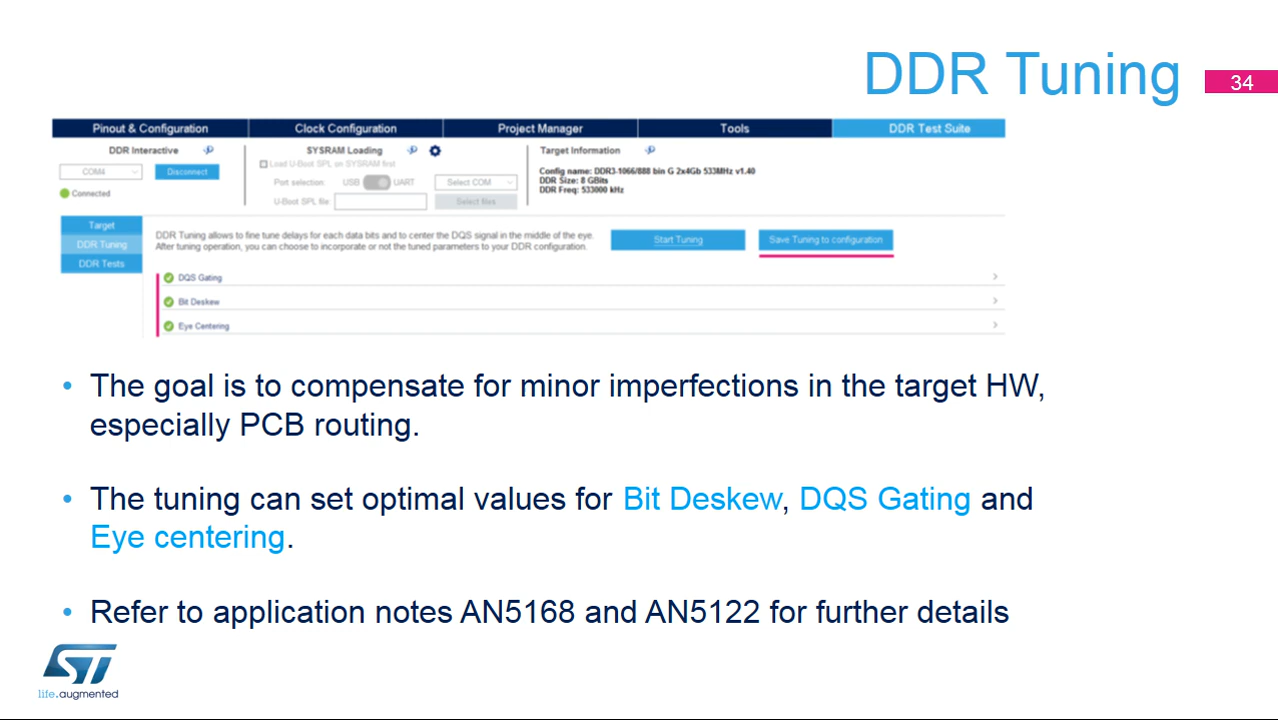 DDR Tuning
34
Pinout & Configuration
Clock Configuration
Project Manager
Tools
DDR Test Suite
DDR Interactive
SYSRAM Loading
Target Information
COM4
Disconnect
Connected
Load U-Boot SPL on SYSRAM first
Port selection: USB UART
Select COM
U-Boot SPL file:
Select files
Config name: DDR3-1066/888 bin G 2x4Gb 533MHz v1.40
DDR Size: 8 GBits
DDR Freq: 533000 kHz
Target
DDR Tuning
DDR Tests
DDR Tuning allows to fine tune delays for each data bits and to center the DQS signal in the middle of the eye.
After tuning operation, you can choose to incorporate or not the tuned parameters to your DDR configuration.
Start Tuning
Save Tuning to configuration
DQS Gating
Bit Deskew
Eye Centering
• The goal is to compensate for minor imperfections in the target HW,
especially PCB routing.
• The tuning can set optimal values for Bit Deskew, DQS Gating and
Eye centering.
• Refer to application notes AN5168 and AN5122 for further details
ST
life.augmented